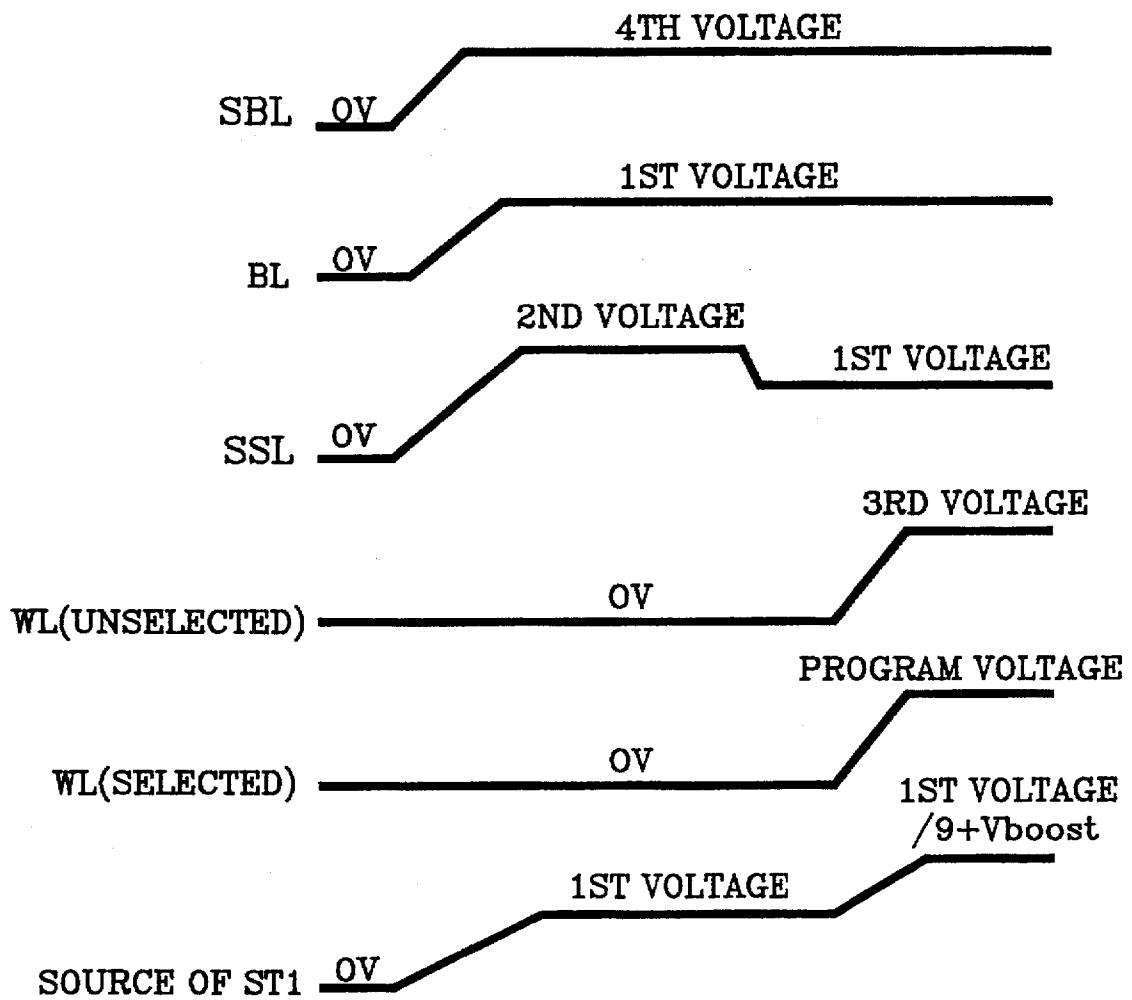 4TH VOLTAGE
SBL 0V
1ST VOLTAGE
BL 0V
2ND VOLTAGE
1ST VOLTAGE
SSL 0V
3RD VOLTAGE
WL(UNSELECTED) 0V
PROGRAM VOLTAGE
WL(SELECTED) 0V
1ST VOLTAGE
/9+Vboost
1ST VOLTAGE
SOURCE OF ST1 0V